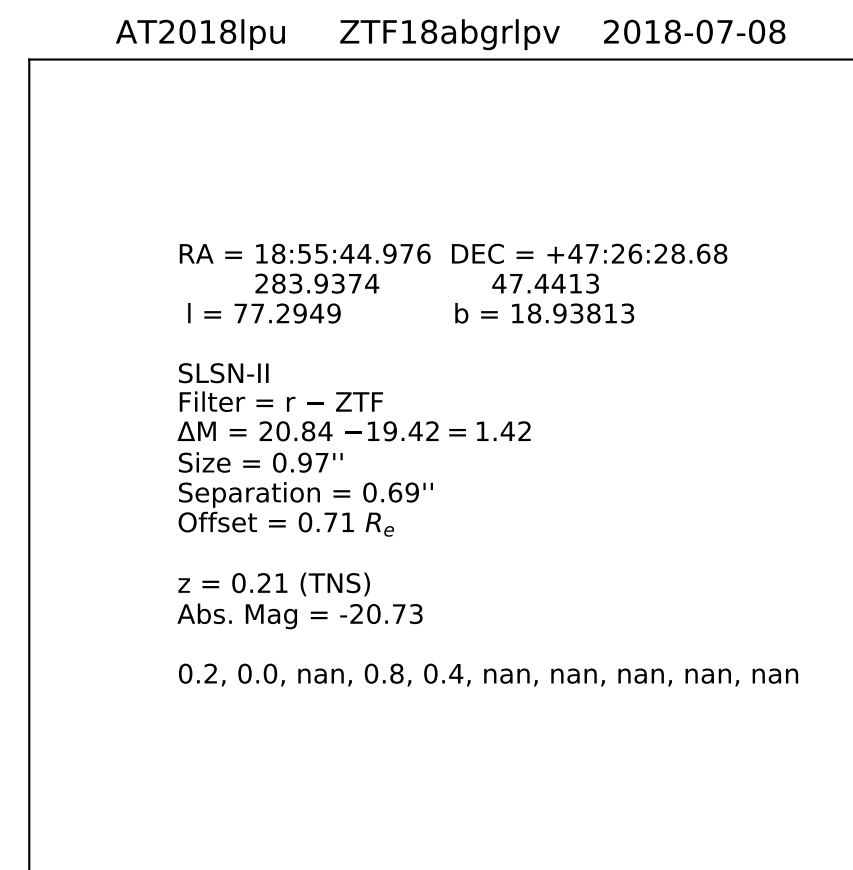 AT2018lpu ZTF18abgrlpv 2018-07-08
RA = 18:55:44.976 DEC = +47:26:28.68
283.9374 47.4413
l = 77.2949 b = 18.93813
SLSN-II
Filter = r − ZTF
ΔM = 20.84 −19.42 = 1.42
Size = 0.97''
Separation = 0.69''
Offset = 0.71 Re
z = 0.21 (TNS)
Abs. Mag = -20.73
0.2, 0.0, nan, 0.8, 0.4, nan, nan, nan, nan, nan